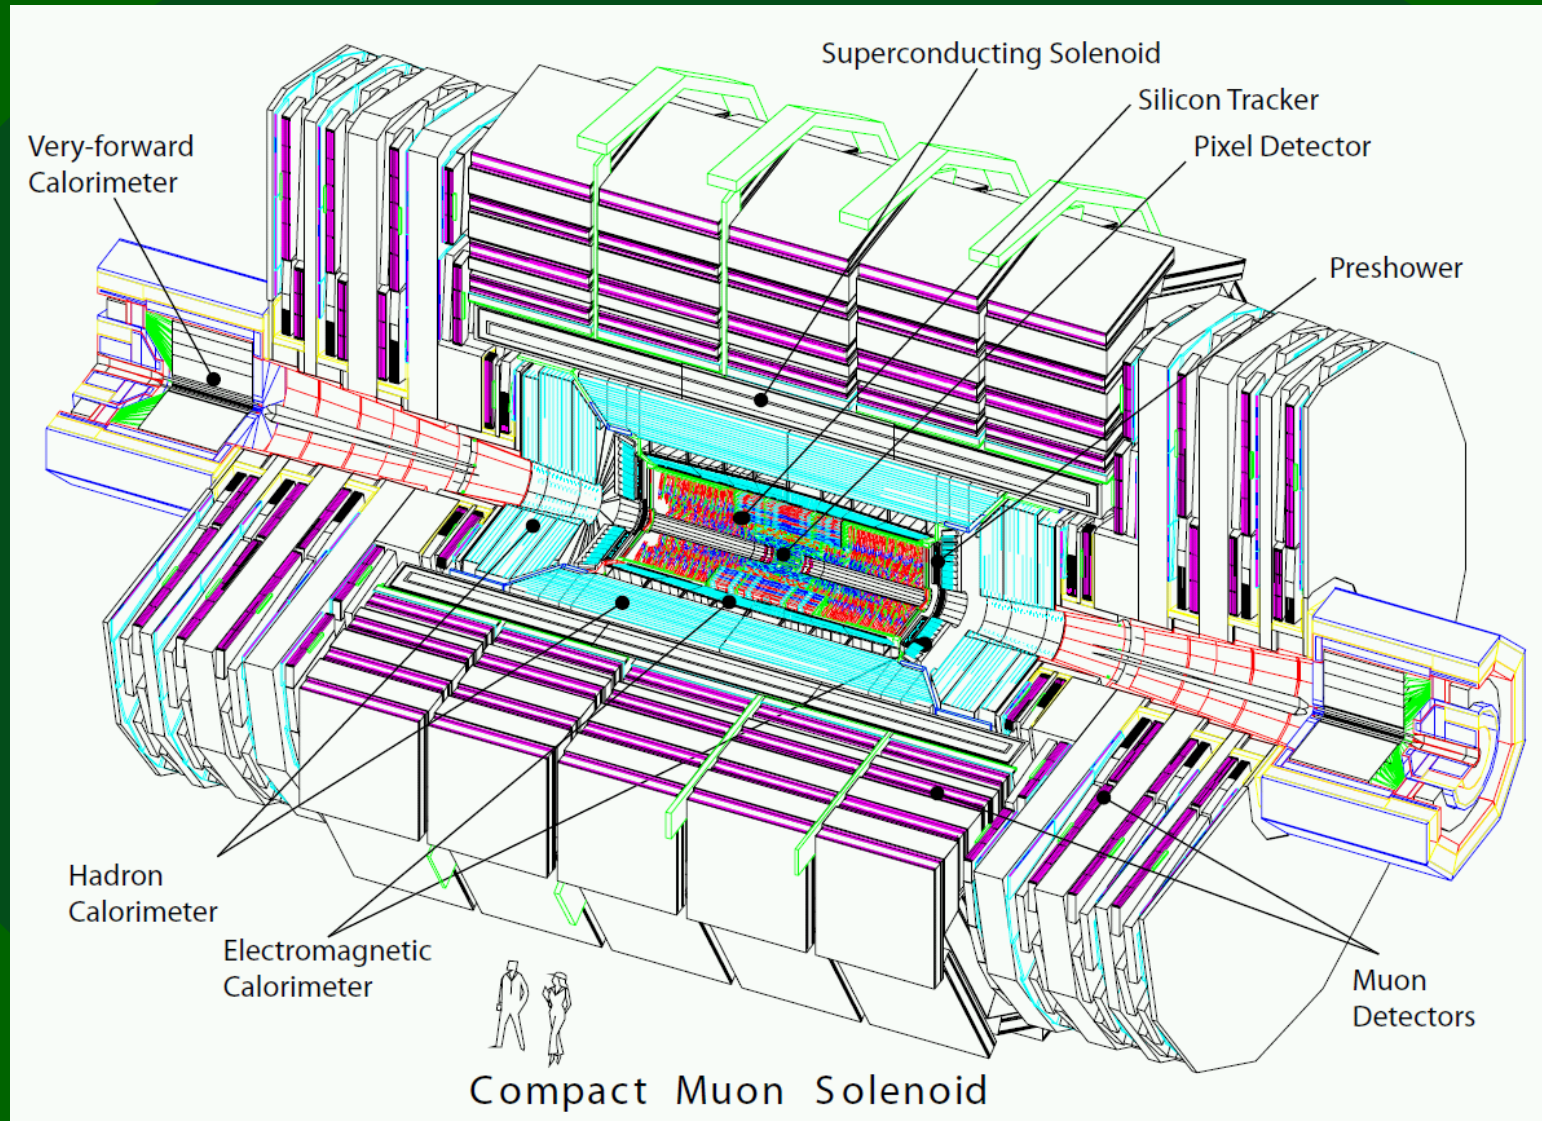 Superconducting Solenoid
Silicon Tracker
Pixel Detector
Very-forward
Calorimeter
Preshower
Hadron
Calorimeter
Electromagnetic
Calorimeter
Muon
Detectors
Compact Muon Solenoid